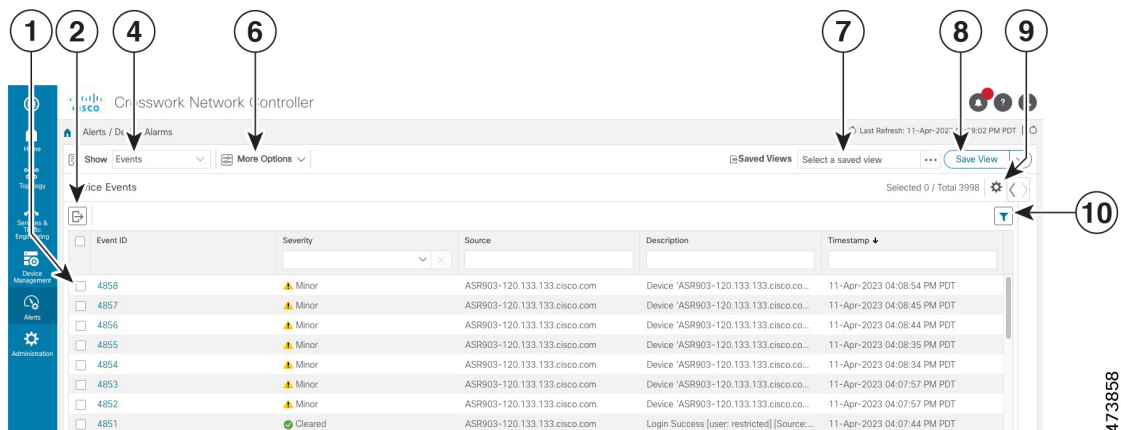 1 2 4 6 7 8 9
cisco Crosswork Network Controller
Alerts / Alarms Last Refresh: 11-Apr-2023 PM PDT
Home
Show Events More Options Saved Views Select a saved view ... Save View
Topology
Events Selected 0 / Total 3998
Services & Traffic Engineering
10
Event ID Severity Source Description Timestamp
Device Management
4858 Minor ASR903-120.133.133.cisco.com Device 'ASR903-120.133.133.cisco.co... 11-Apr-2023 04:08:54 PM PDT
4857 Minor ASR903-120.133.133.cisco.com Device 'ASR903-120.133.133.cisco.co... 11-Apr-2023 04:08:45 PM PDT
Alerts
4856 Minor ASR903-120.133.133.cisco.com Device 'ASR903-120.133.133.cisco.co... 11-Apr-2023 04:08:44 PM PDT
4855 Minor ASR903-120.133.133.cisco.com Device 'ASR903-120.133.133.cisco.co... 11-Apr-2023 04:08:35 PM PDT
Administration
4854 Minor ASR903-120.133.133.cisco.com Device 'ASR903-120.133.133.cisco.co... 11-Apr-2023 04:08:34 PM PDT
4853 Minor ASR903-120.133.133.cisco.com Device 'ASR903-120.133.133.cisco.co... 11-Apr-2023 04:07:57 PM PDT
4852 Minor ASR903-120.133.133.cisco.com Device 'ASR903-120.133.133.cisco.co... 11-Apr-2023 04:07:57 PM PDT
4851 Cleared ASR903-120.133.133.cisco.com Login Success [user: restricted] [Source:... 11-Apr-2023 04:07:44 PM PDT
473858